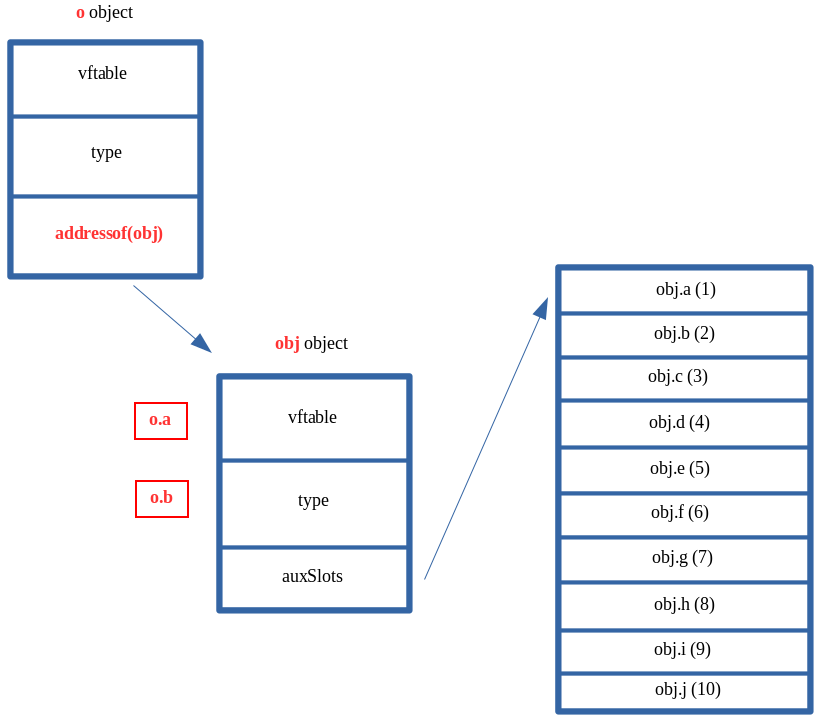 o object
vftable
type
addressof(obj)
obj object
o.a
vftable
o.b
type
auxSlots
obj.a (1)
obj.b (2)
obj.c (3)
obj.d (4)
obj.e (5)
obj.f (6)
obj.g (7)
obj.h (8)
obj.i (9)
obj.j (10)